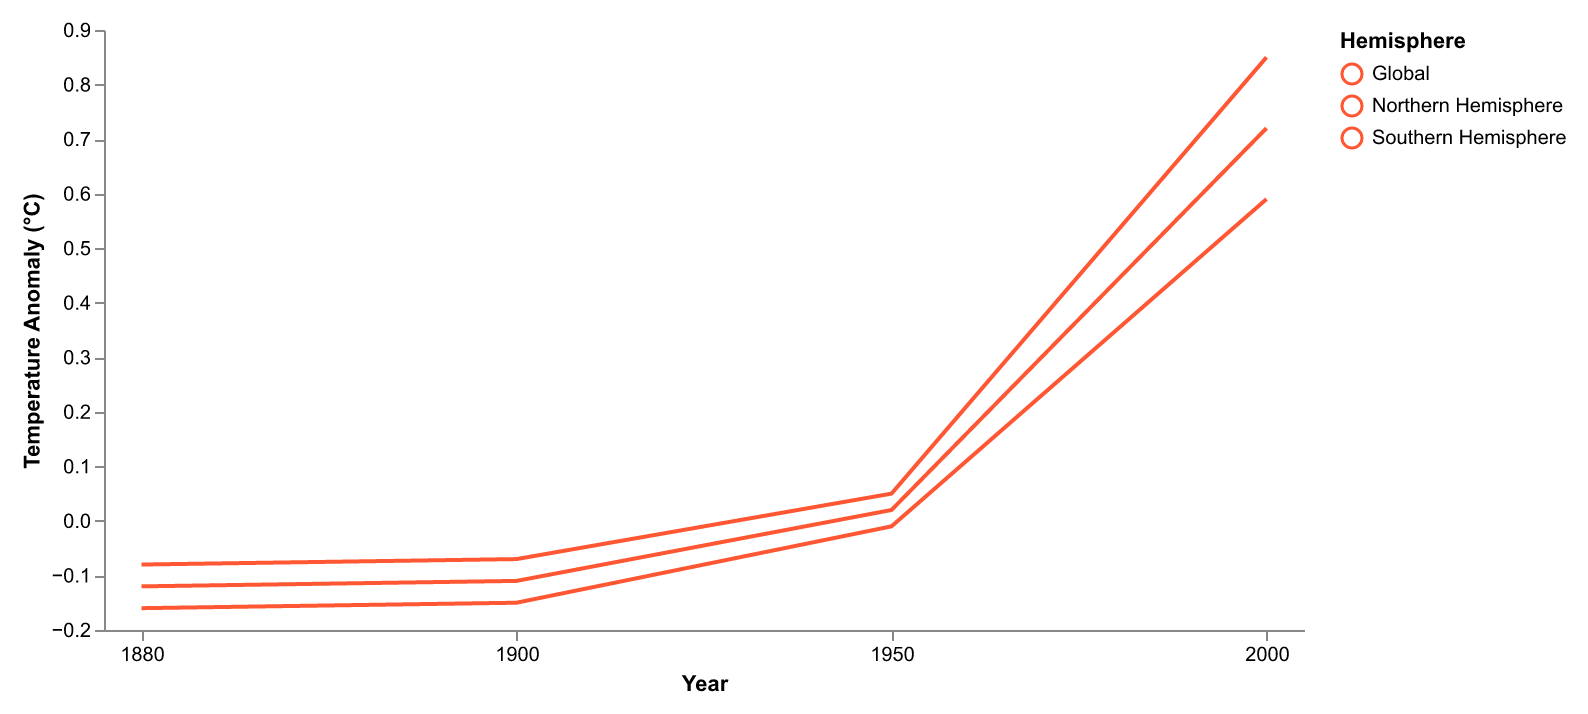 0.9
0.8
0.7
0.6
0.5
0.4
0.3
0.2
0.1
0.0
−0.1
−0.2
Temperature Anomaly (°C)
1880 1900 1950 2000
Year
Hemisphere
Global
Northern Hemisphere
Southern Hemisphere